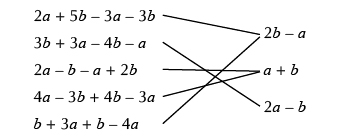 2a + 5b − 3a − 3b
3b + 3a − 4b − a
2a − b − a + 2b
4a − 3b + 4b − 3a
b + 3a + b − 4a
2b − a
a + b
2a − b